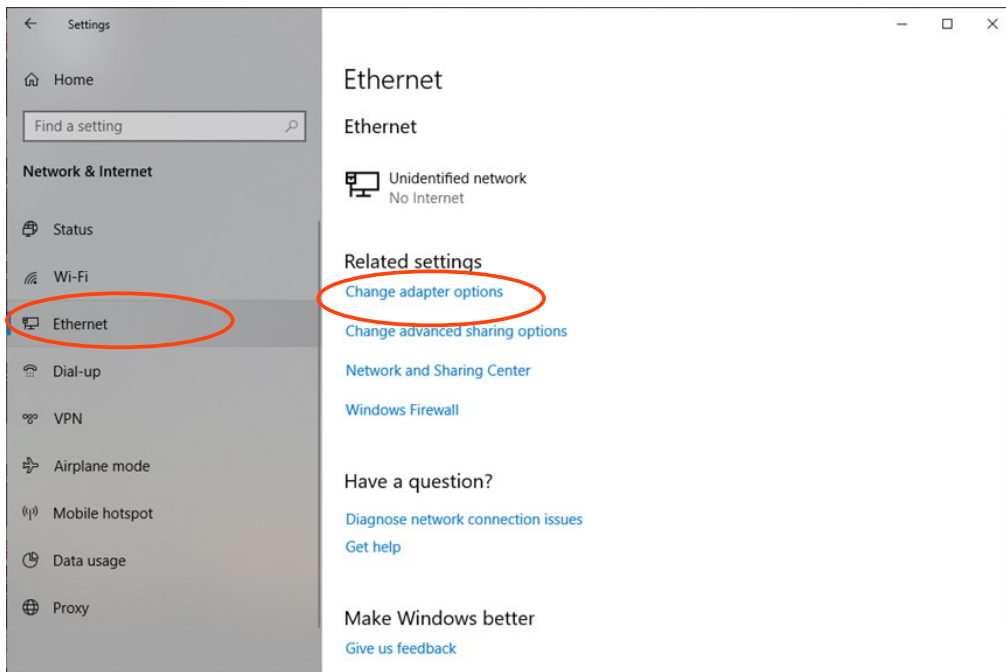 Settings
Home
Find a setting
Network & Internet
Status
Wi-Fi
Ethernet
Dial-up
VPN
Airplane mode
Mobile hotspot
Data usage
Proxy
Ethernet
Ethernet
Unidentified network
No Internet
Related settings
Change adapter options
Change advanced sharing options
Network and Sharing Center
Windows Firewall
Have a question?
Diagnose network connection issues
Get help
Make Windows better
Give us feedback